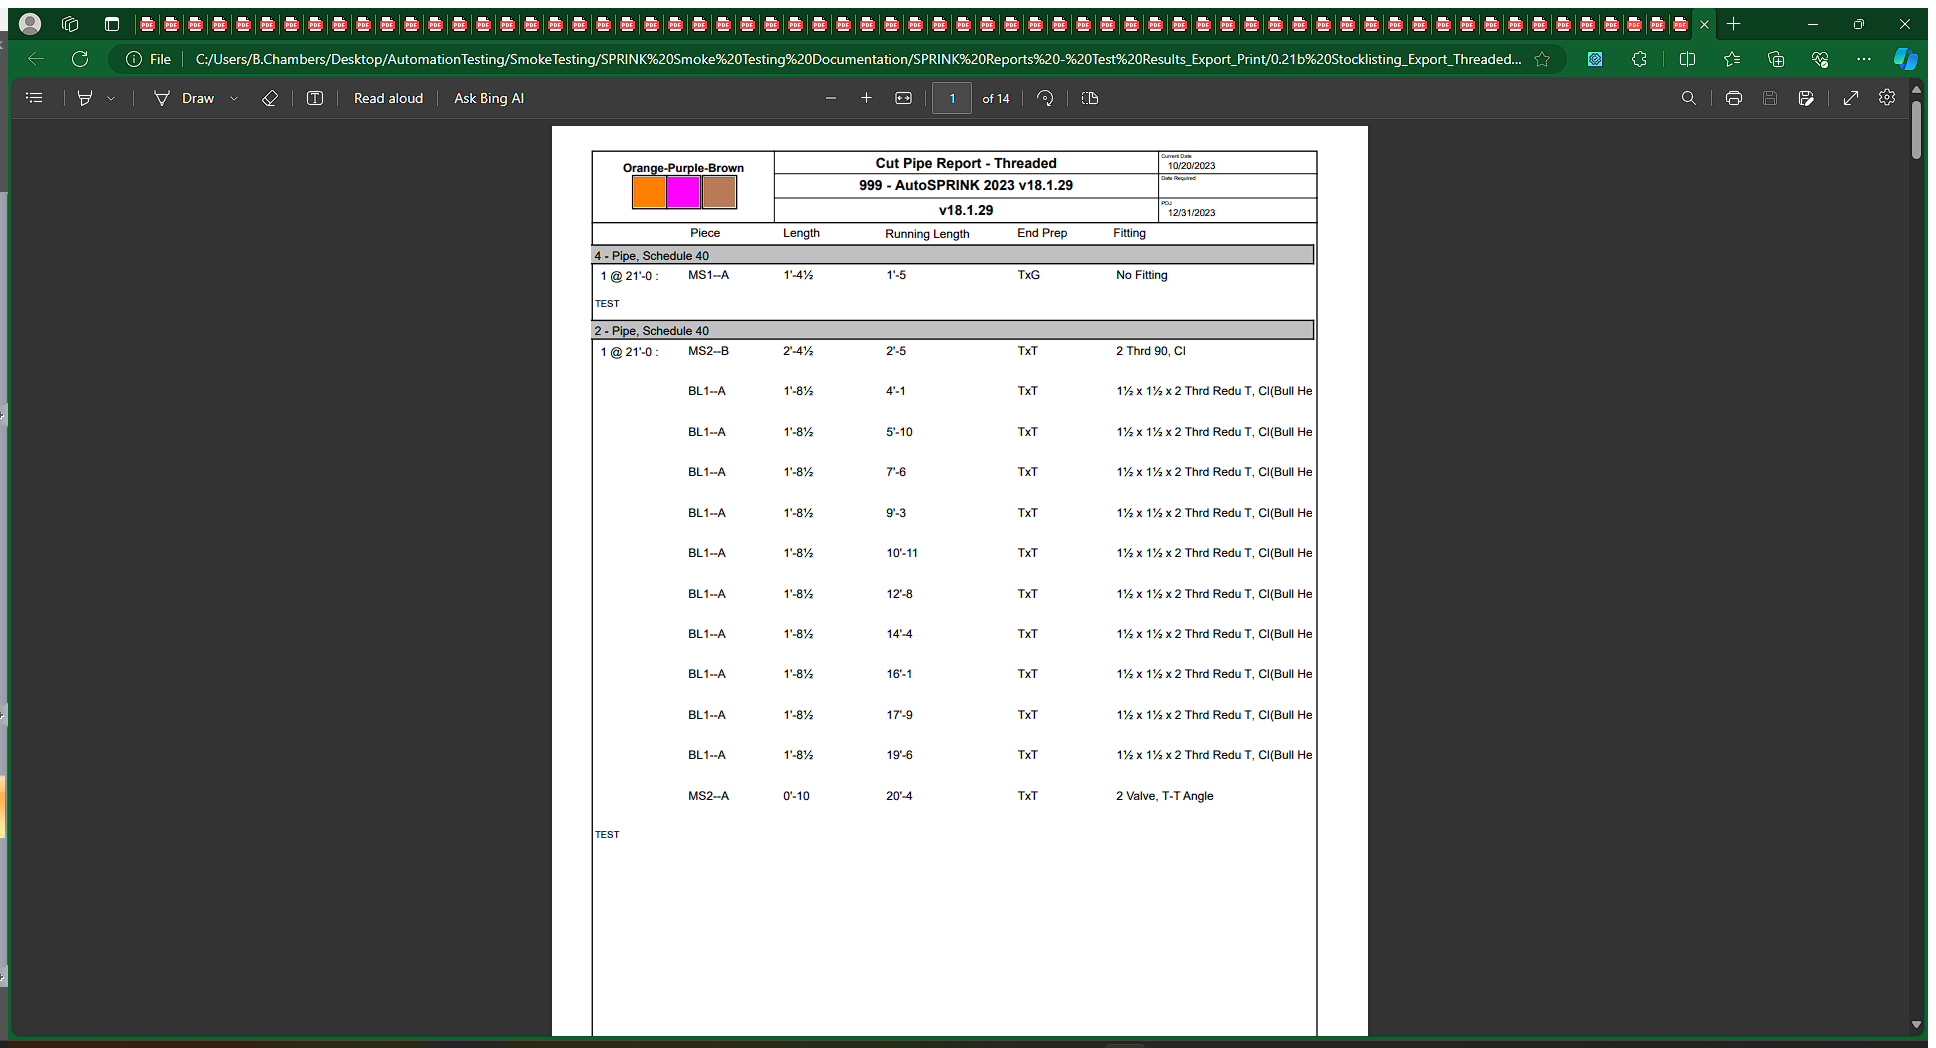 File C:/Users/B.Chambers/Desktop/AutomationTesting/SmokeTesting/SPRINK%20Smoke%20Testing%20Documentation/SPRINK%20Reports%20-%20Test%20Results_Export_Print/0.21b%20Stocklisting_Export_Threaded...
Draw Read aloud Ask Bing AI 1 of 14
Orange-Purple-Brown
Cut Pipe Report - Threaded
Current Date
10/20/2023
999 - AutoSPRINK 2023 v18.1.29
Date Required
v18.1.29
POJ
12/31/2023
Piece Length Running Length End Prep Fitting
4 - Pipe, Schedule 40
1 @ 21'-0 : MS1--A 1'-4½ 1'-5 TxG No Fitting
TEST
2 - Pipe, Schedule 40
1 @ 21'-0 : MS2--B 2'-4½ 2'-5 TxT 2 Thrd 90, CI
BL1--A 1'-8½ 4'-1 TxT 1½ x 1½ x 2 Thrd Redu T, CI(Bull He
BL1--A 1'-8½ 5'-10 TxT 1½ x 1½ x 2 Thrd Redu T, CI(Bull He
BL1--A 1'-8½ 7'-6 TxT 1½ x 1½ x 2 Thrd Redu T, CI(Bull He
BL1--A 1'-8½ 9'-3 TxT 1½ x 1½ x 2 Thrd Redu T, CI(Bull He
BL1--A 1'-8½ 10'-11 TxT 1½ x 1½ x 2 Thrd Redu T, CI(Bull He
BL1--A 1'-8½ 12'-8 TxT 1½ x 1½ x 2 Thrd Redu T, CI(Bull He
BL1--A 1'-8½ 14'-4 TxT 1½ x 1½ x 2 Thrd Redu T, CI(Bull He
BL1--A 1'-8½ 16'-1 TxT 1½ x 1½ x 2 Thrd Redu T, CI(Bull He
BL1--A 1'-8½ 17'-9 TxT 1½ x 1½ x 2 Thrd Redu T, CI(Bull He
BL1--A 1'-8½ 19'-6 TxT 1½ x 1½ x 2 Thrd Redu T, CI(Bull He
MS2--A 0'-10 20'-4 TxT 2 Valve, T-T Angle
TEST